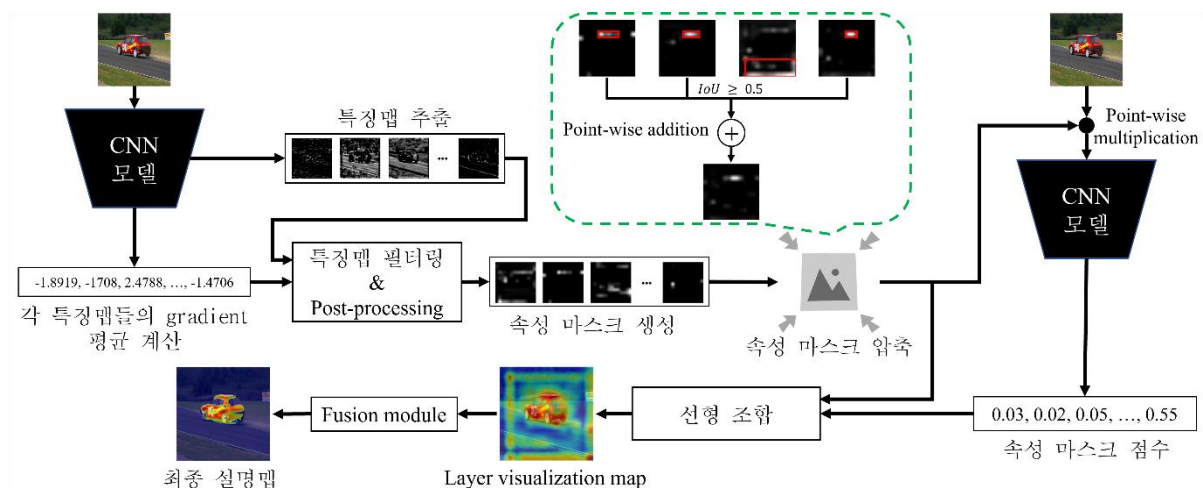 CNN
모델
특징맵 추출
...
IoU ≥ 0.5
Point-wise addition
+
Point-wise
multiplication
CNN
모델
-1.8919, -1708, 2.4788, ..., -1.4706
각 특징맵들의 gradient
평균 계산
특징맵 필터링
&
Post-processing
...
속성 마스크 생성
속성 마스크 압축
최종 설명맵
Fusion module
Layer visualization map
선형 조합
0.03, 0.02, 0.05, ..., 0.55
속성 마스크 점수